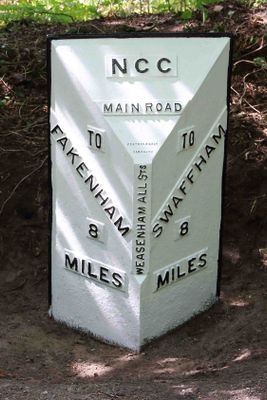 NCC
MAIN ROAD
TO
FAKENHAM
8
MILES
WEASENHAM ALL STS
TO
SWAFFHAM
8
MILES